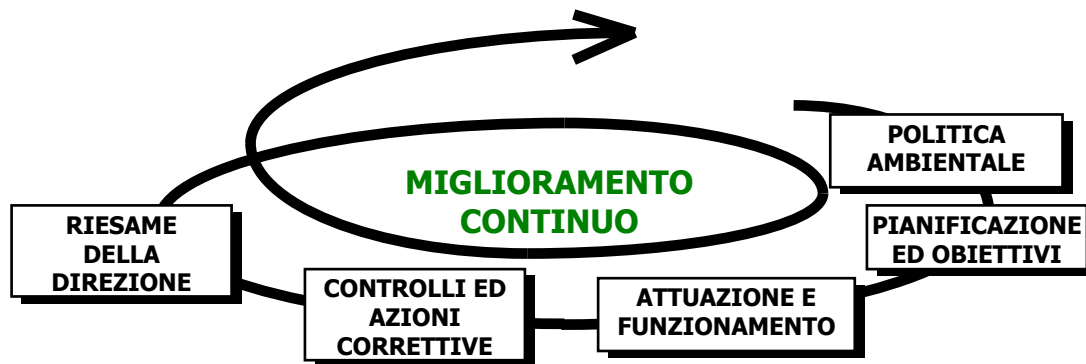 MIGLIORAMENTO
CONTINUO
POLITICA
AMBIENTALE
PIANIFICAZIONE
ED OBIETTIVI
ATTUAZIONE E
FUNZIONAMENTO
CONTROLLI ED
AZIONI
CORRETTIVE
RIESAME
DELLA
DIREZIONE